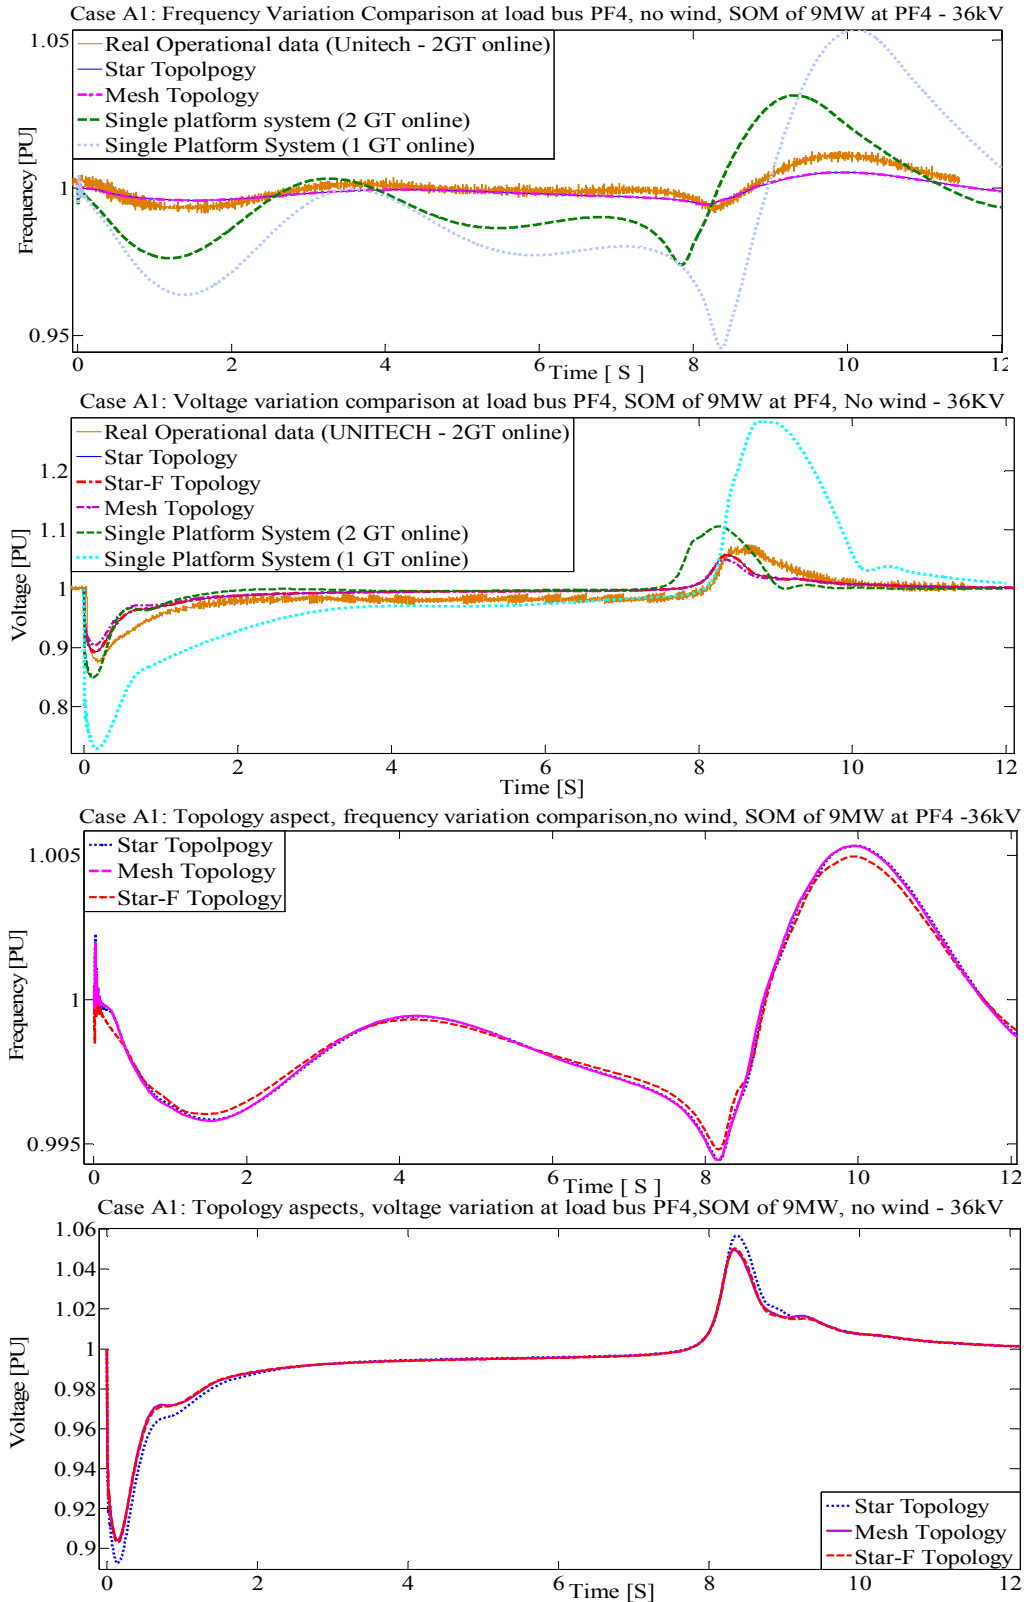 Case A1: Frequency Variation Comparison at load bus PF4, no wind, SOM of 9MW at PF4 - 36kV
1.05
Real Operational data (Unitech - 2GT online)
Star Topolpogy
Mesh Topology
Single platform system (2 GT online)
Single Platform System (1 GT online)
Frequency [PU]
1
0.95
0
2
4
6
8
10
12
Time [ S ]
Case A1: Voltage variation comparison at load bus PF4, SOM of 9MW at PF4, No wind - 36KV
Real Operational data (UNITECH - 2GT online)
Star Topology
Star-F Topology
Mesh Topology
Single Platform System (2 GT online)
Single Platform System (1 GT online)
Voltage [PU]
1.2
1.1
1
0.9
0.8
0
2
4
6
8
10
12
Time [S]
Case A1: Topology aspect, frequency variation comparison,no wind, SOM of 9MW at PF4 -36kV
Star Topolpogy
Mesh Topology
Star-F Topology
Frequency [PU]
1.005
1
0.995
0
2
4
6
8
10
12
Time [ S ]
Case A1: Topology aspects, voltage variation at load bus PF4,SOM of 9MW, no wind - 36kV
1.06
1.04
1.02
1
0.98
0.96
0.94
0.92
0.9
Voltage [PU]
Star Topology
Mesh Topology
Star-F Topology
0
2
4
6
8
10
12
Time [S]